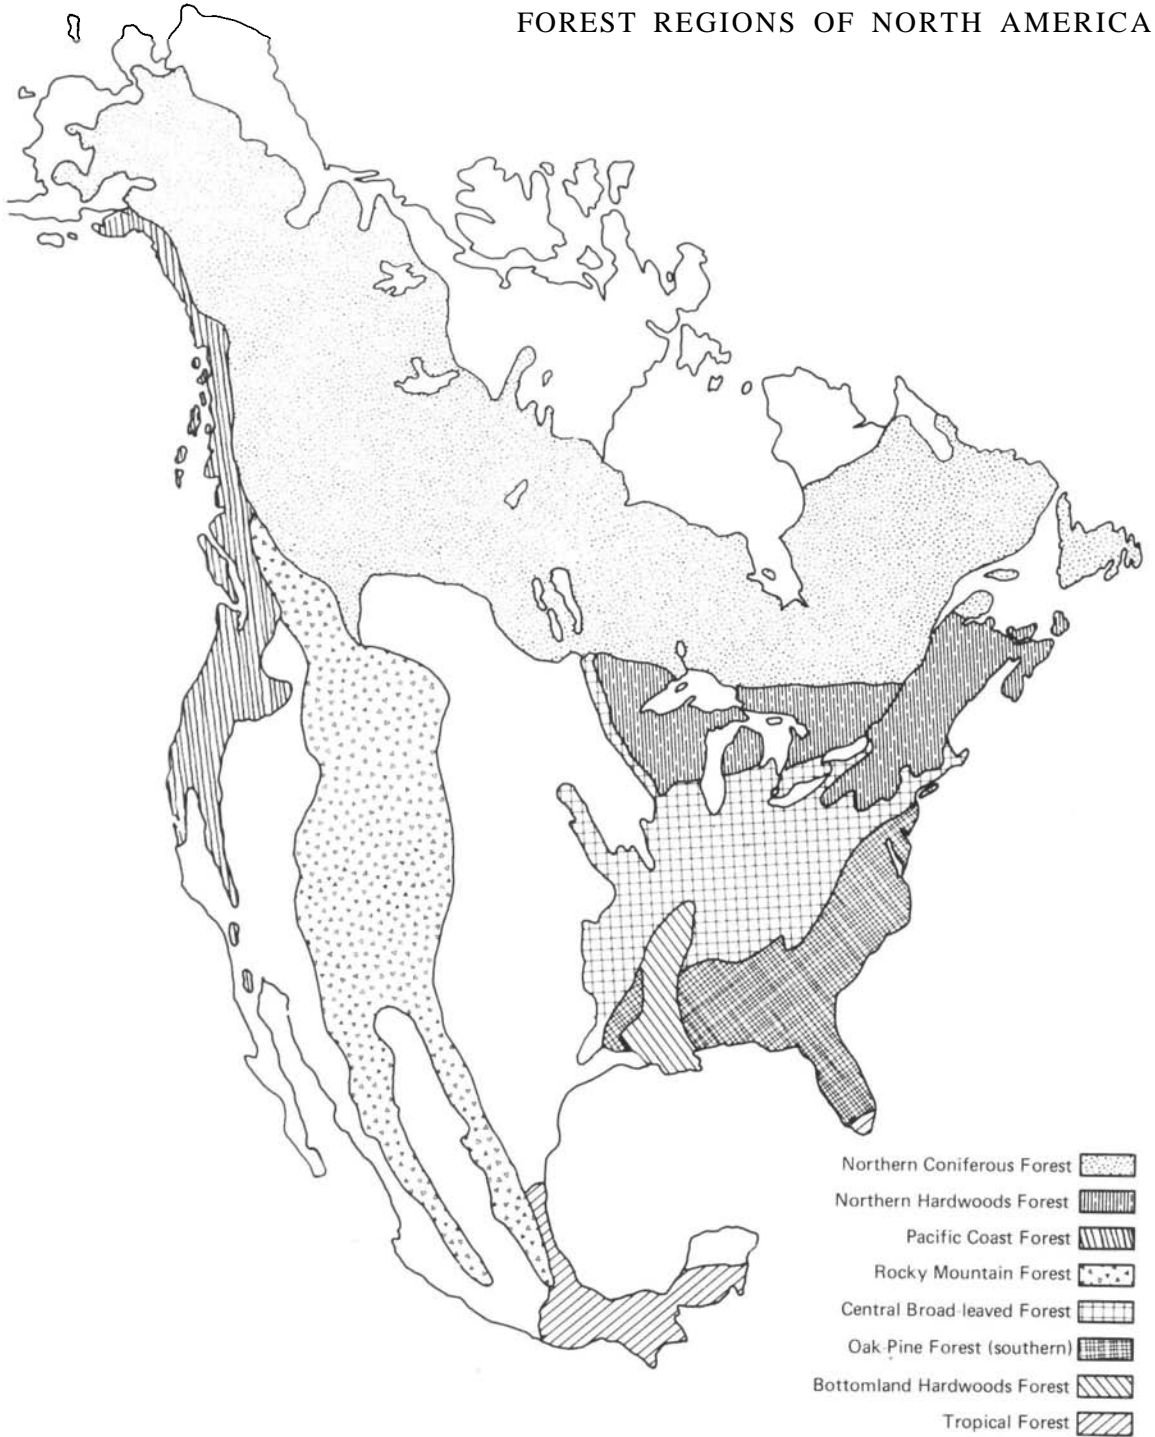 FOREST REGIONS OF NORTH AMERICA
Northern Coniferous Forest
Northern Hardwoods Forest
Pacific Coast Forest
Rocky Mountain Forest
Central Broad-leaved Forest
Oak-Pine Forest (southern)
Bottomland Hardwoods Forest
Tropical Forest